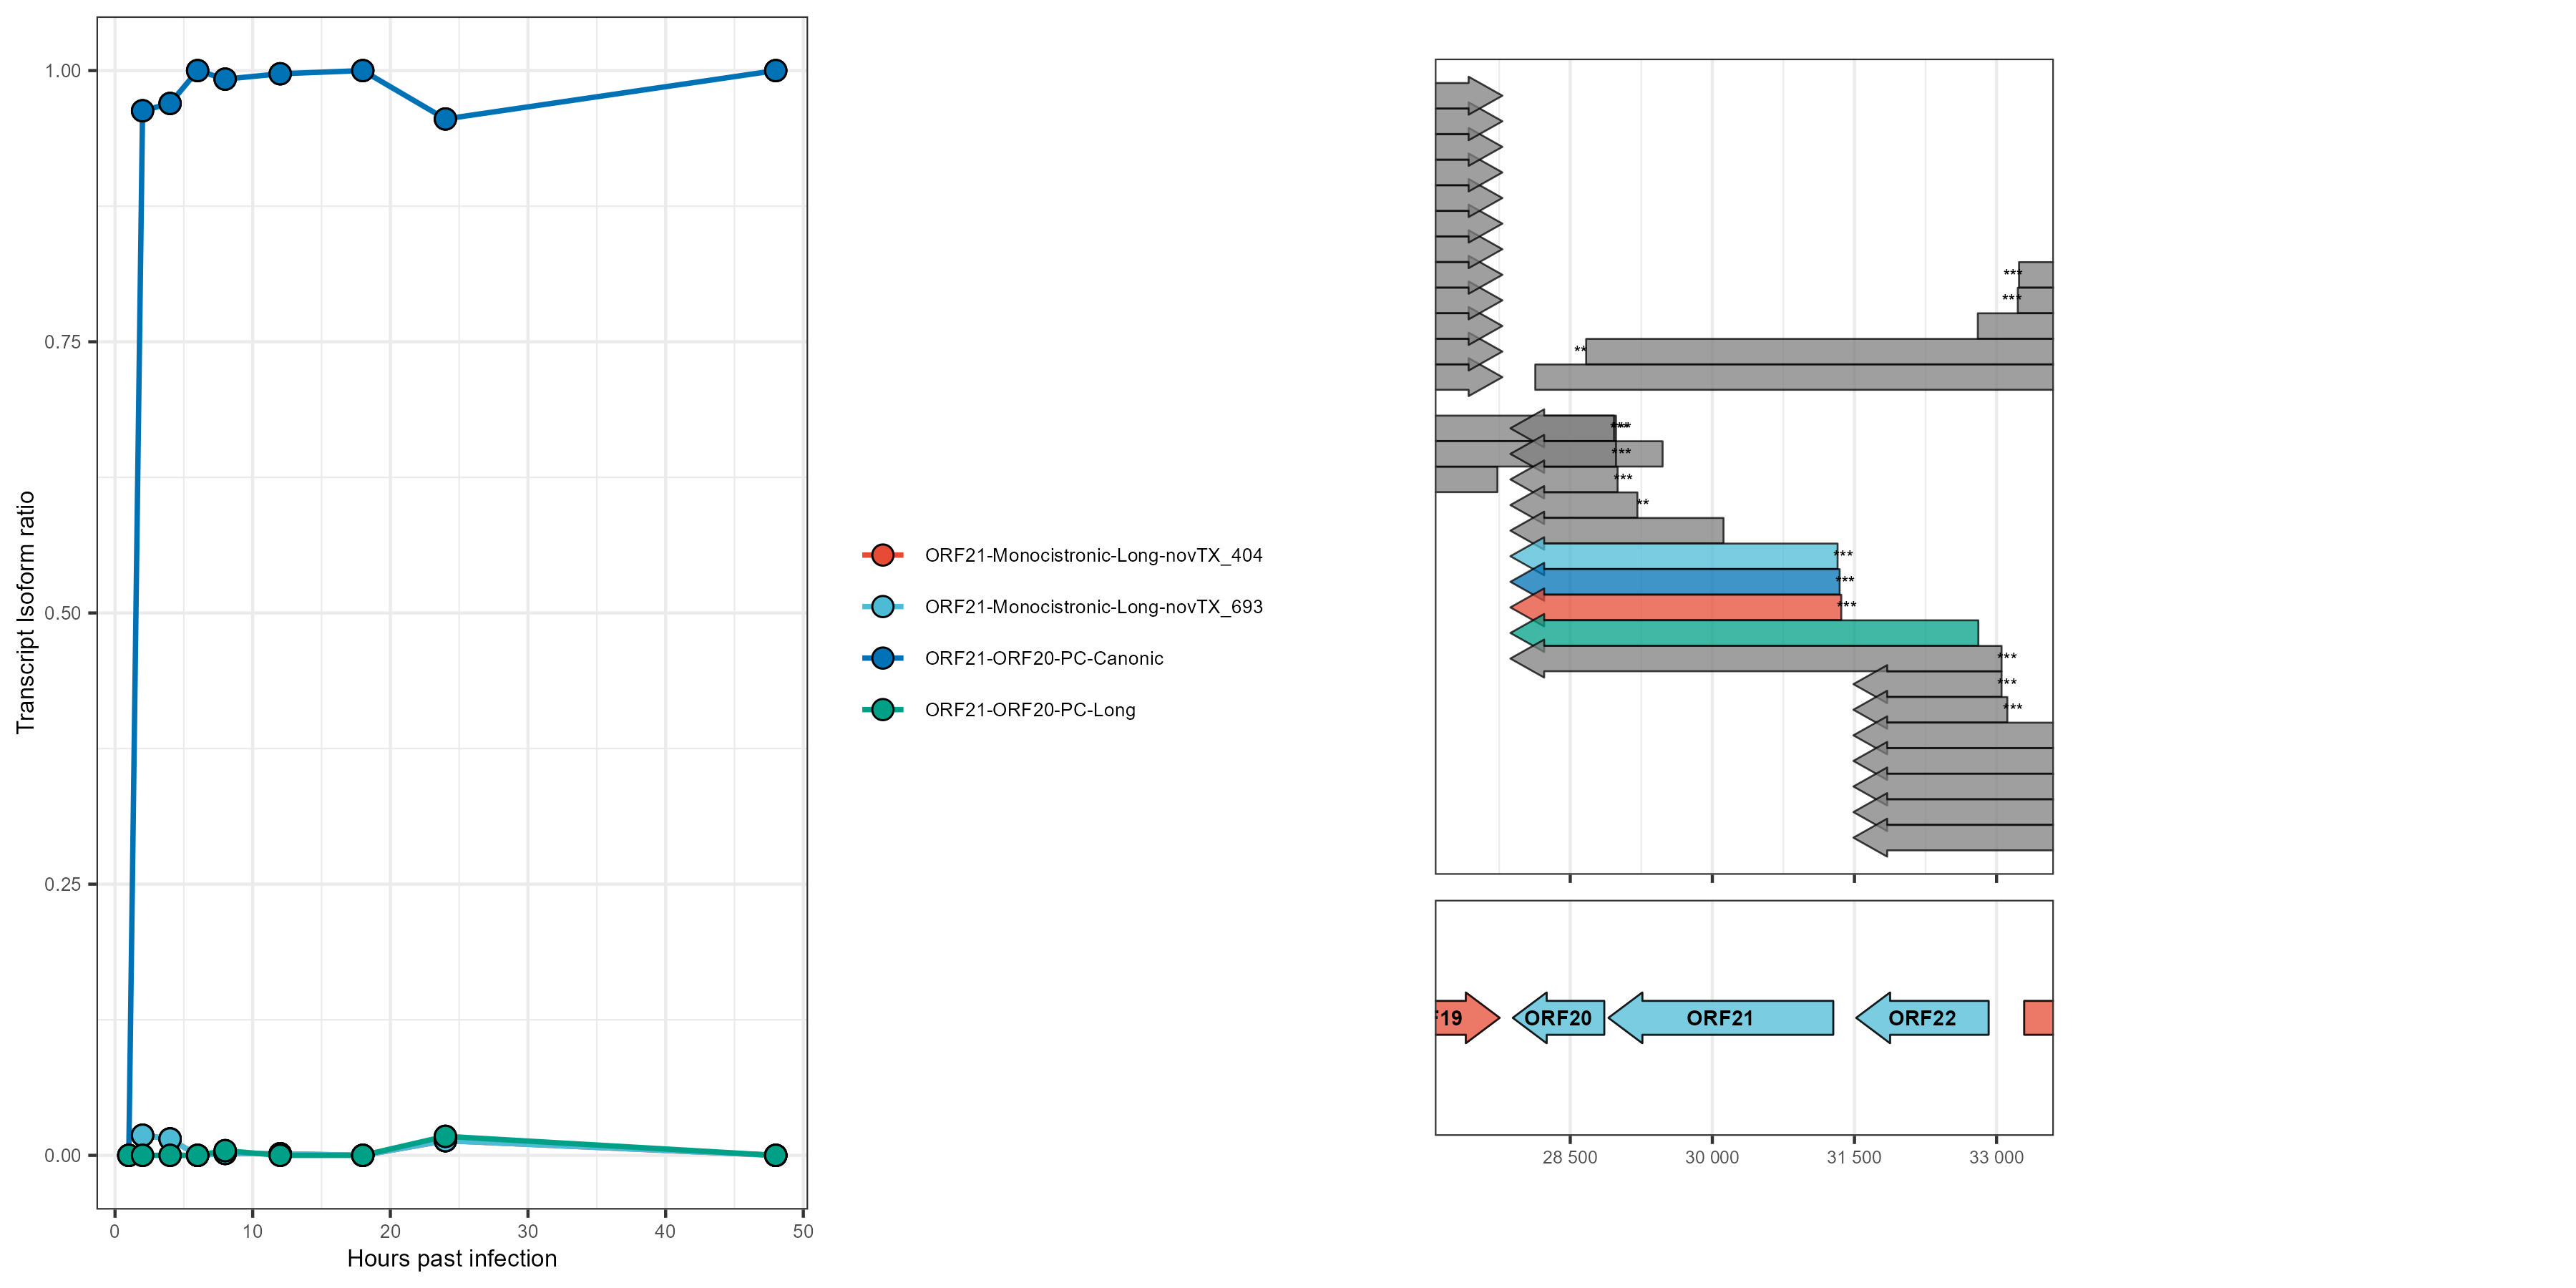 1.00
0.75
0.50
0.25
0.00
Transcript Isoform ratio
0
10
20
30
40
50
Hours past infection
ORF21-Monocistronic-Long-novTX_404
ORF21-Monocistronic-Long-novTX_693
ORF21-ORF20-PC-Canonic
ORF21-ORF20-PC-Long
***
***
**
***
***
**
***
***
***
***
***
***
F19
ORF20
ORF21
ORF22
28 500
30 000
31 500
33 000